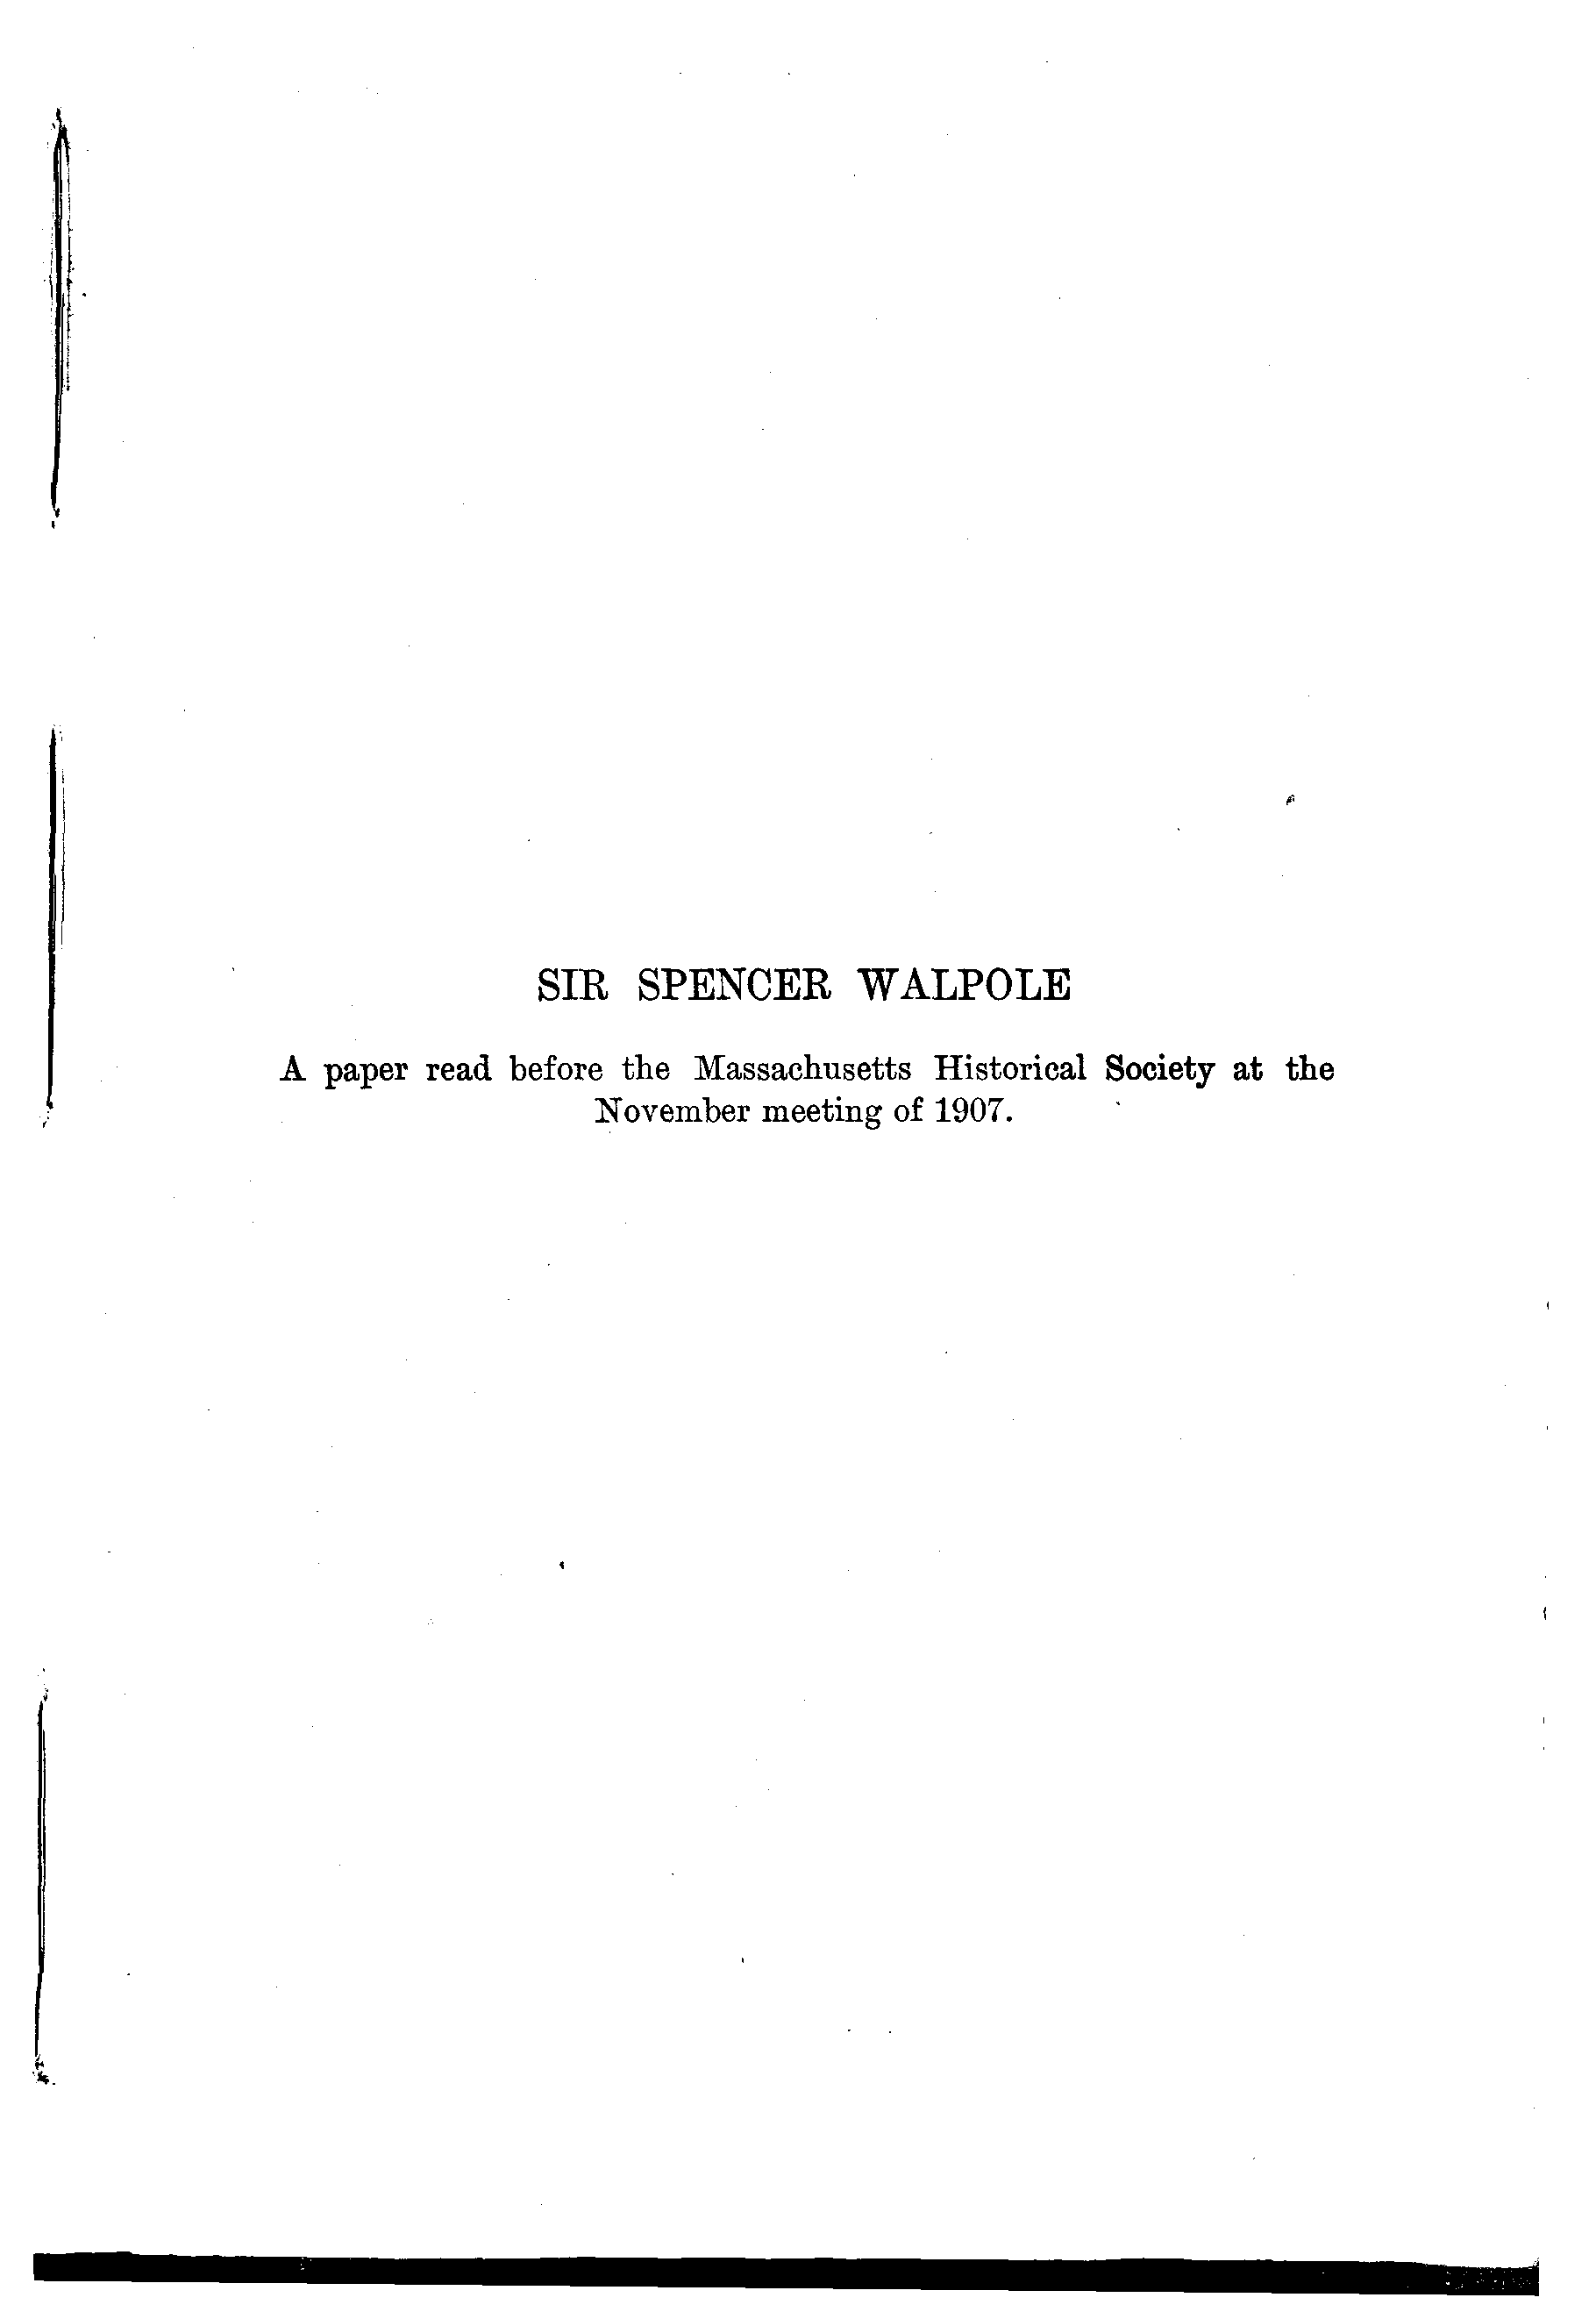 SIR SPENCER WALPOLE
A paper read before the Massachusetts Historical Society at the
November meeting of 1907.